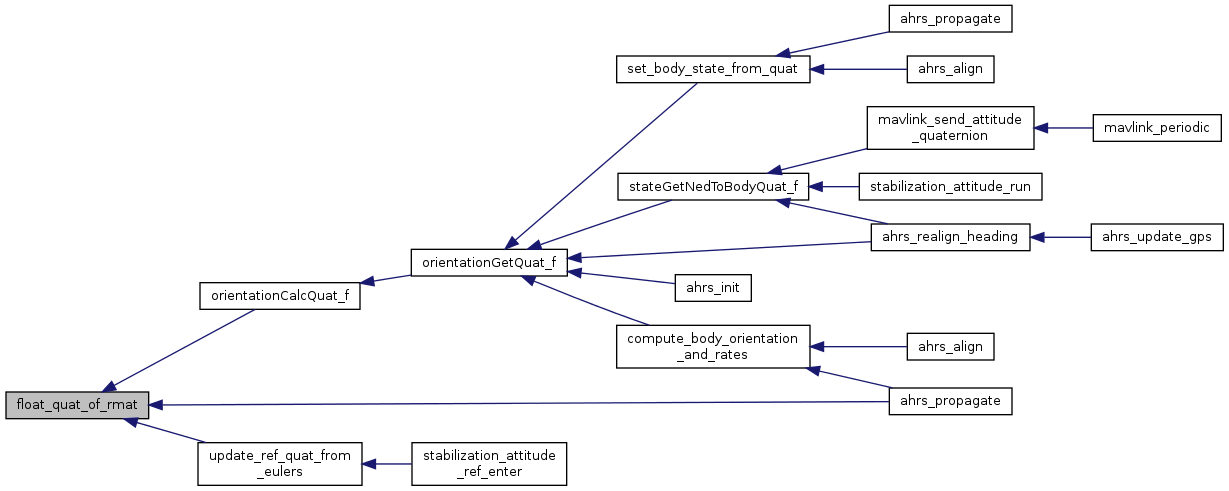 ahrs_propagate
set_body_state_from_quat
ahrs_align
mavlink_send_attitude
_quaternion
mavlink_periodic
stateGetNedToBodyQuat_f
stabilization_attitude_run
ahrs_realign_heading
ahrs_update_gps
orientationGetQuat_f
ahrs_init
orientationCalcQuat_f
compute_body_orientation
_and_rates
ahrs_align
ahrs_propagate
float_quat_of_rmat
update_ref_quat_from
_eulers
stabilization_attitude
_ref_enter